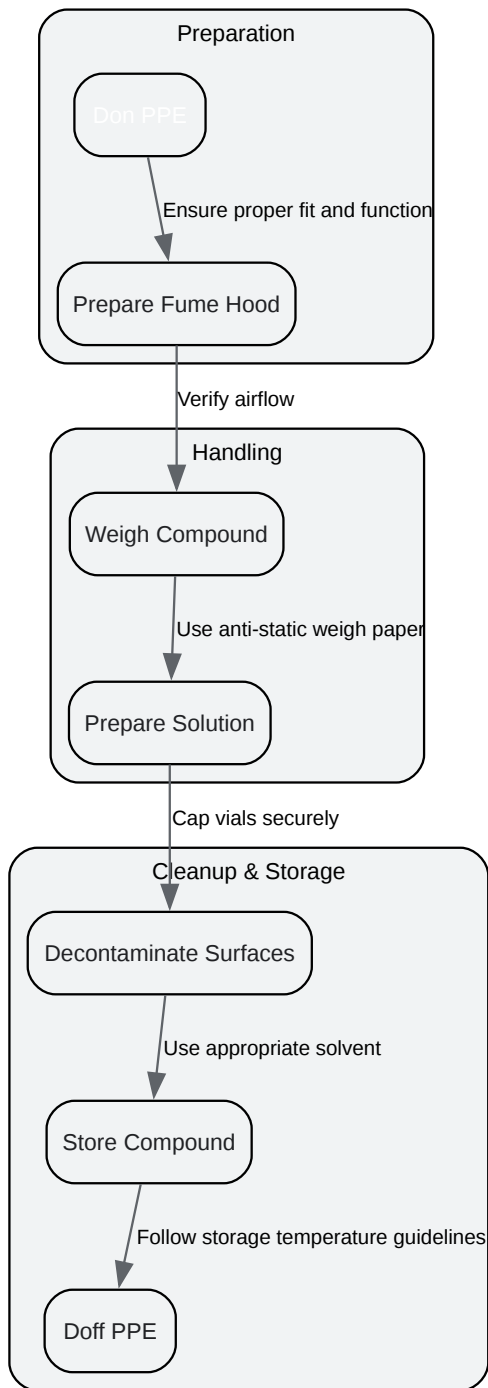 Preparation
Don PPE
Ensure proper fit and function
Prepare Fume Hood
Verify airflow
Handling
Weigh Compound
Use anti-static weigh paper
Prepare Solution
Cap vials securely
Cleanup & Storage
Decontaminate Surfaces
Use appropriate solvent
Store Compound
Follow storage temperature guidelines
Doff PPE